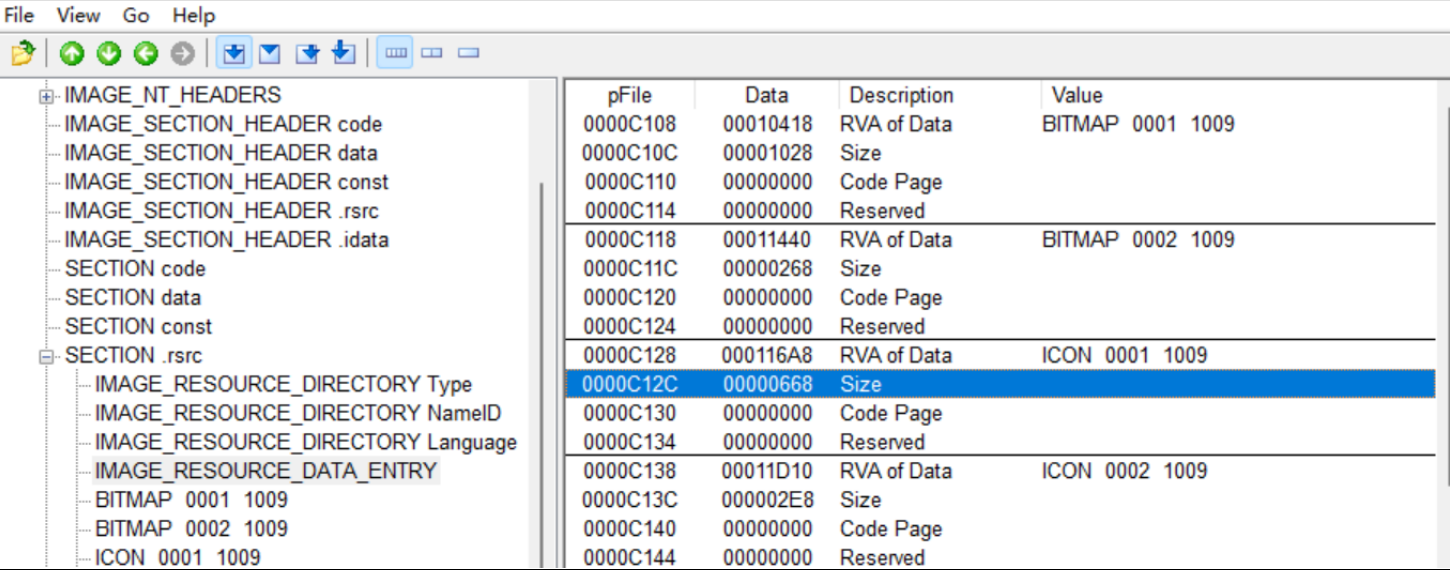 File View Go Help
IMAGE_NT_HEADERS
IMAGE_SECTION_HEADER code
IMAGE_SECTION_HEADER data
IMAGE_SECTION_HEADER const
IMAGE_SECTION_HEADER .rsrc
IMAGE_SECTION_HEADER .idata
SECTION code
SECTION data
SECTION const
SECTION .rsrc
IMAGE_RESOURCE_DIRECTORY Type
IMAGE_RESOURCE_DIRECTORY NameID
IMAGE_RESOURCE_DIRECTORY Language
IMAGE_RESOURCE_DATA_ENTRY
BITMAP 0001 1009
BITMAP 0002 1009
ICON 0001 1009
pFile Data Description Value
0000C108 00010418 RVA of Data BITMAP 0001 1009
0000C10C 00001028 Size
0000C110 00000000 Code Page
0000C114 00000000 Reserved
0000C118 00011440 RVA of Data BITMAP 0002 1009
0000C11C 00000268 Size
0000C120 00000000 Code Page
0000C124 00000000 Reserved
0000C128 000116A8 RVA of Data ICON 0001 1009
0000C12C 00000668 Size
0000C130 00000000 Code Page
0000C134 00000000 Reserved
0000C138 00011D10 RVA of Data ICON 0002 1009
0000C13C 000002E8 Size
0000C140 00000000 Code Page
0000C144 00000000 Reserved